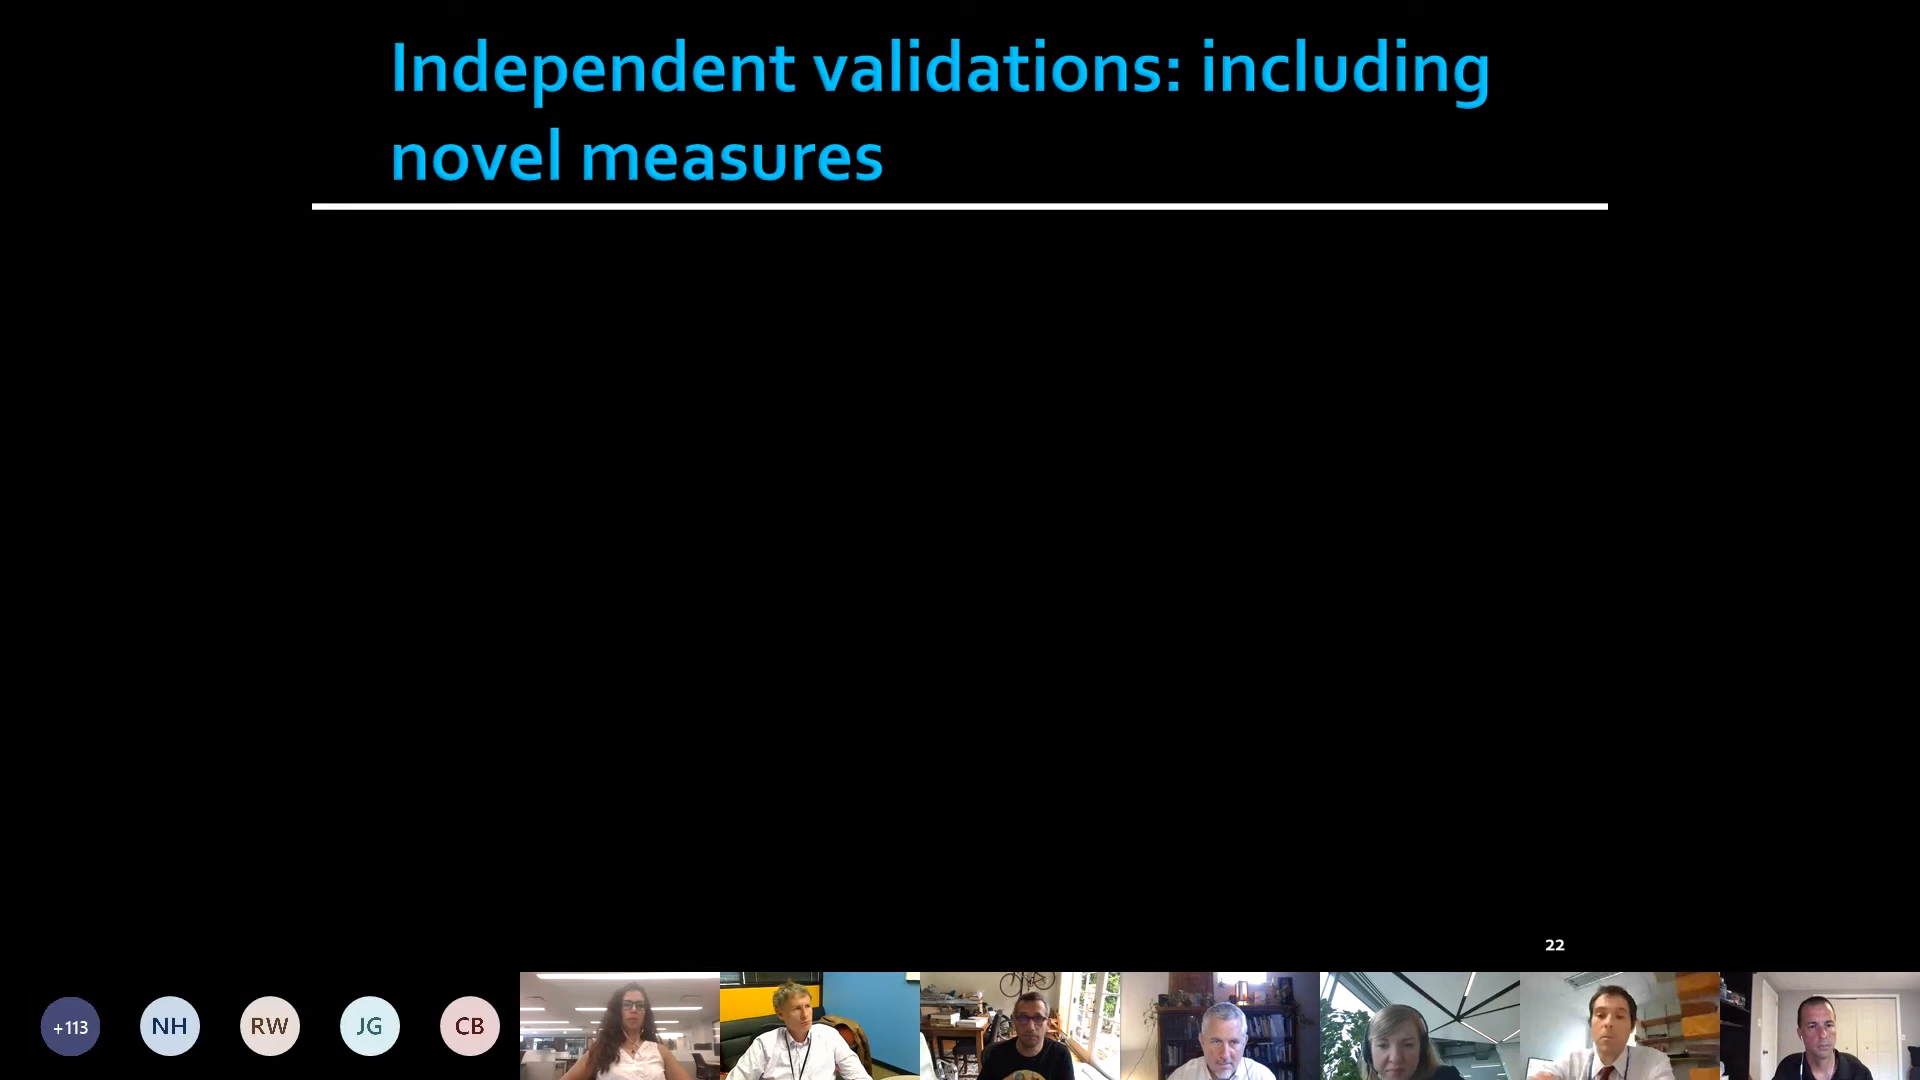 Independent validations: including
novel measures
22
+113
NH
RW
JG
CB